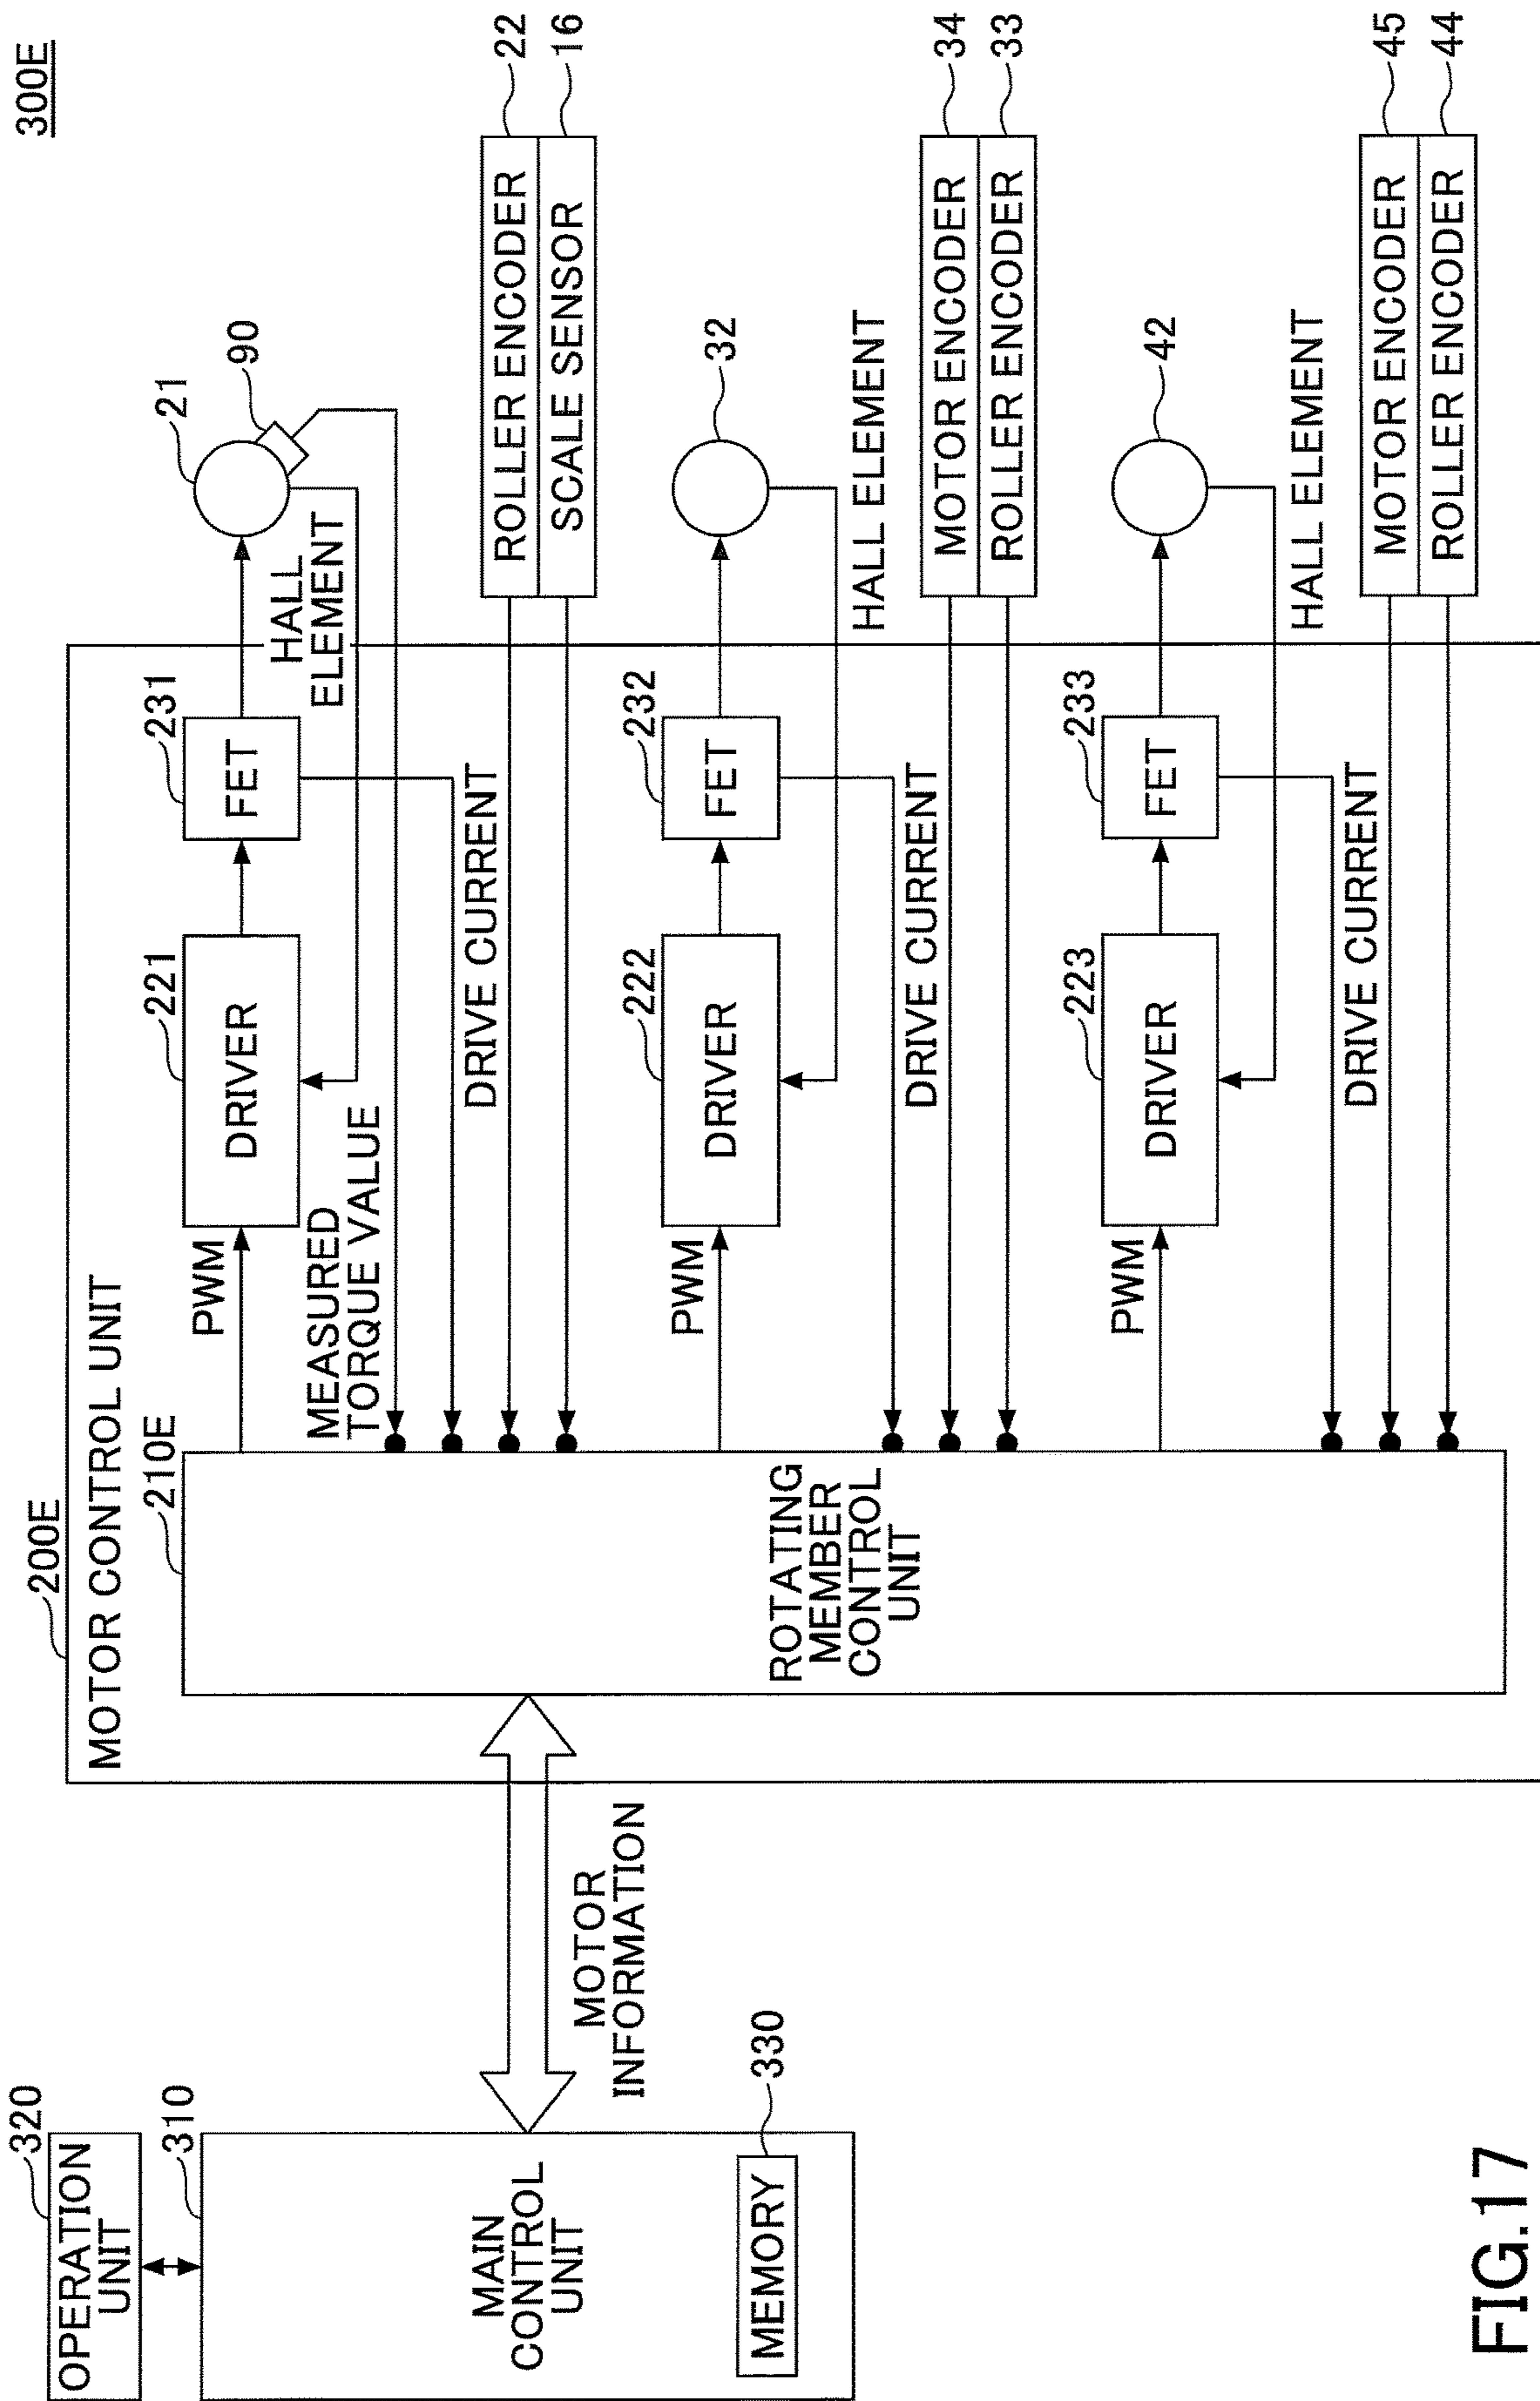 300E
320
OPERATION
UNIT
310
MAIN
CONTROL
UNIT
MEMORY
330
MOTOR
INFORMATION
200E
MOTOR CONTROL UNIT
210E
ROTATING
MEMBER
CONTROL
UNIT
PWM
221
DRIVER
231
FET
21
90
HALL
ELEMENT
MEASURED
TORQUE VALUE
DRIVE CURRENT
ROLLER ENCODER
22
SCALE SENSOR
16
PWM
222
DRIVER
232
FET
32
HALL ELEMENT
DRIVE CURRENT
MOTOR ENCODER
34
ROLLER ENCODER
33
PWM
223
DRIVER
233
FET
42
HALL ELEMENT
DRIVE CURRENT
MOTOR ENCODER
45
ROLLER ENCODER
44
FIG.17